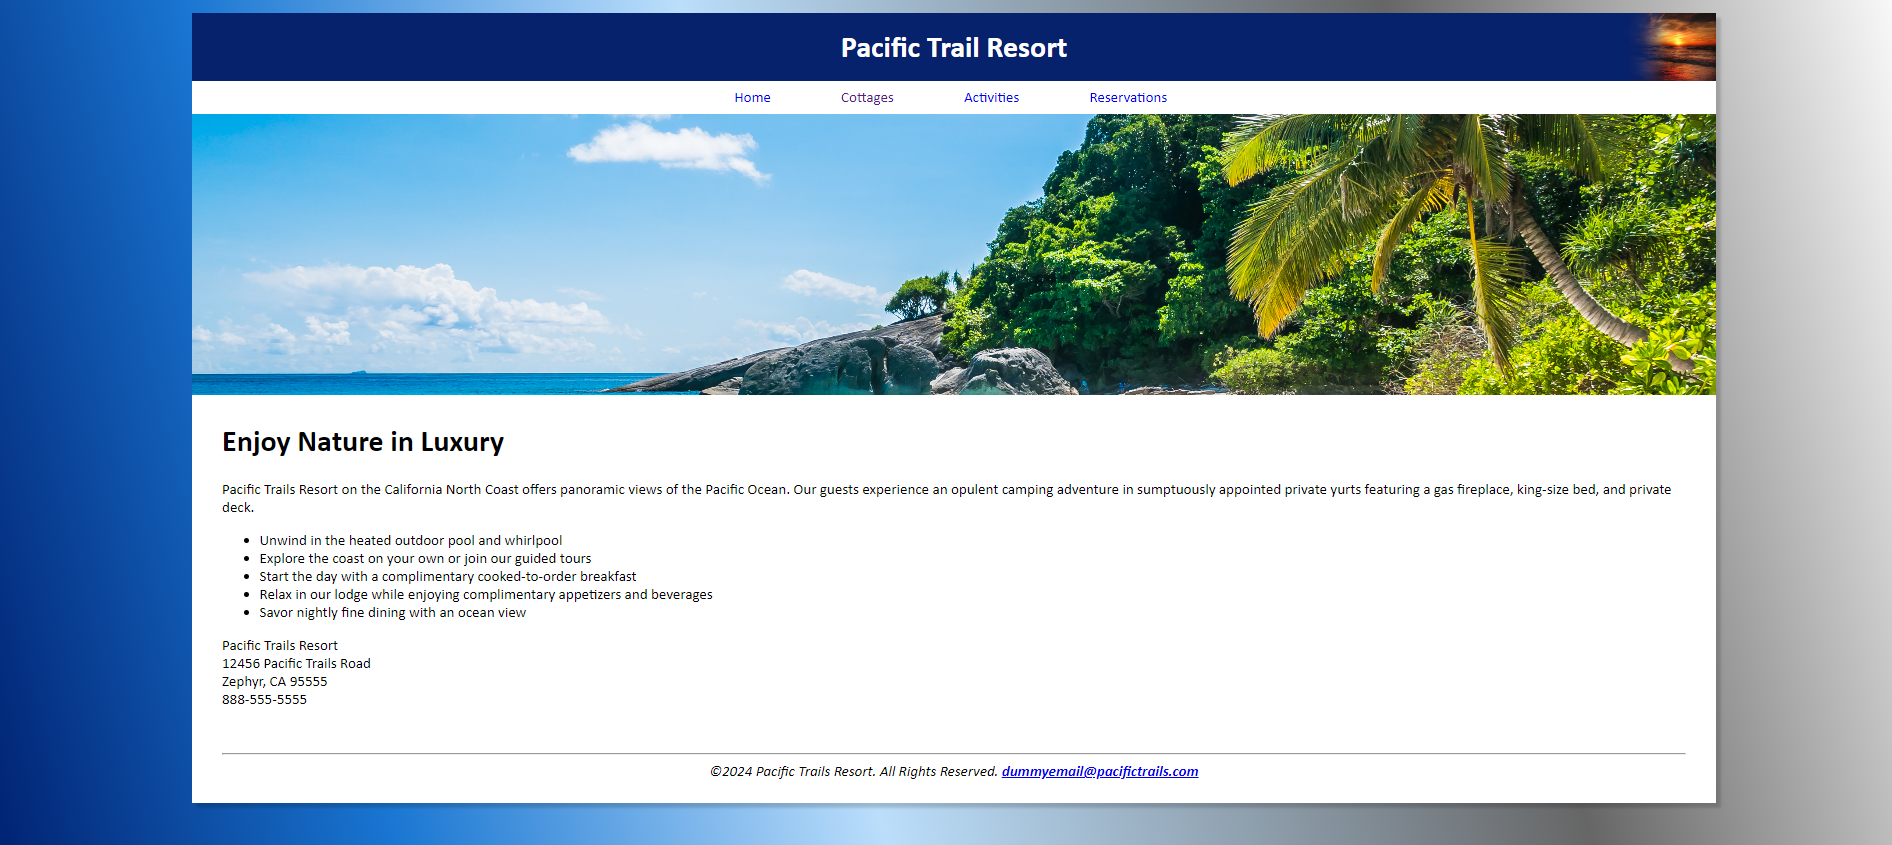 Pacific Trail Resort
Home Cottages Activities Reservations
Enjoy Nature in Luxury
Pacific Trails Resort on the California North Coast offers panoramic views of the Pacific Ocean. Our guests experience an opulent camping adventure in sumptuously appointed private yurts featuring a gas fireplace, king-size bed, and private
deck.
• Unwind in the heated outdoor pool and whirlpool
• Explore the coast on your own or join our guided tours
• Start the day with a complimentary cooked-to-order breakfast
• Relax in our lodge while enjoying complimentary appetizers and beverages
• Savor nightly fine dining with an ocean view
Pacific Trails Resort
12456 Pacific Trails Road
Zephyr, CA 95555
888-555-5555
©2024 Pacific Trails Resort. All Rights Reserved. dummyemail@pacifictrails.com